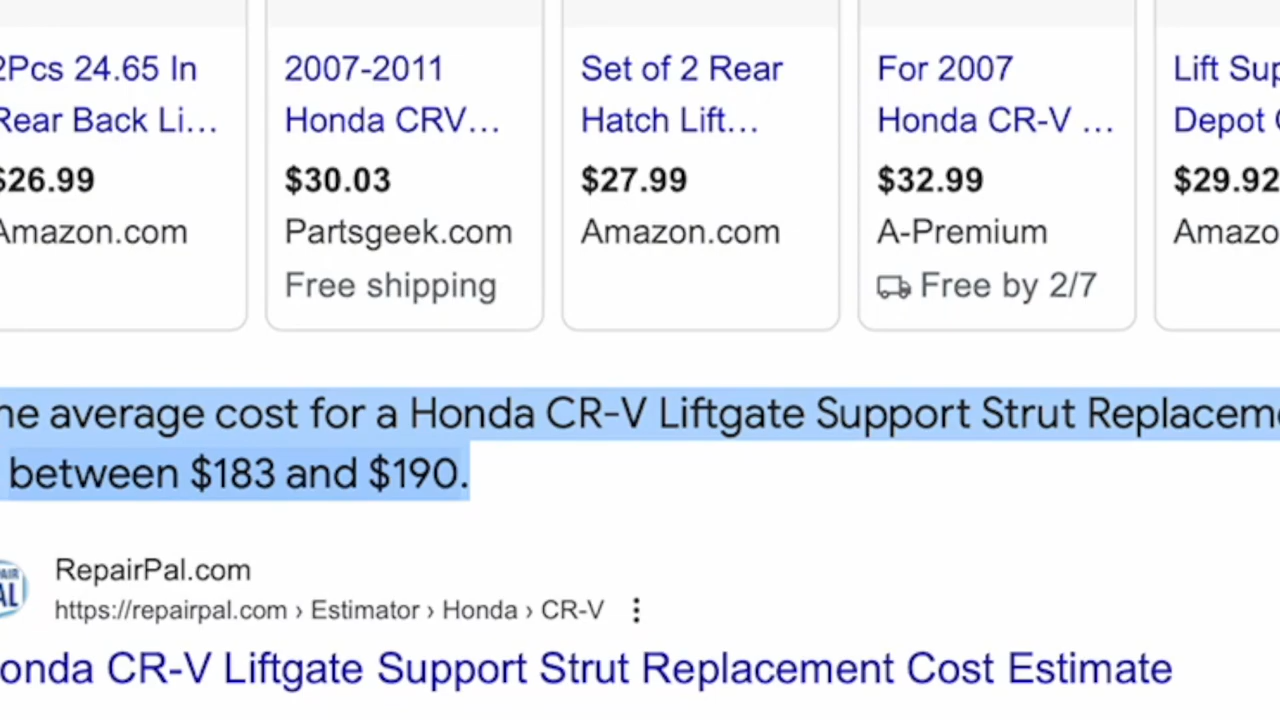 2Pcs 24.65 In
Rear Back Li...
$26.99
Amazon.com
2007-2011
Honda CRV...
$30.03
Partsgeek.com
Free shipping
Set of 2 Rear
Hatch Lift...
$27.99
Amazon.com
For 2007
Honda CR-V ...
$32.99
A-Premium
Free by 2/7
Lift Sup
Depot
$29.92
Amazo
he average cost for a Honda CR-V Liftgate Support Strut Replaceme
between $183 and $190.
AIR
AL
RepairPal.com
https://repairpal.com › Estimator › Honda › CR-V
onda CR-V Liftgate Support Strut Replacement Cost Estimate